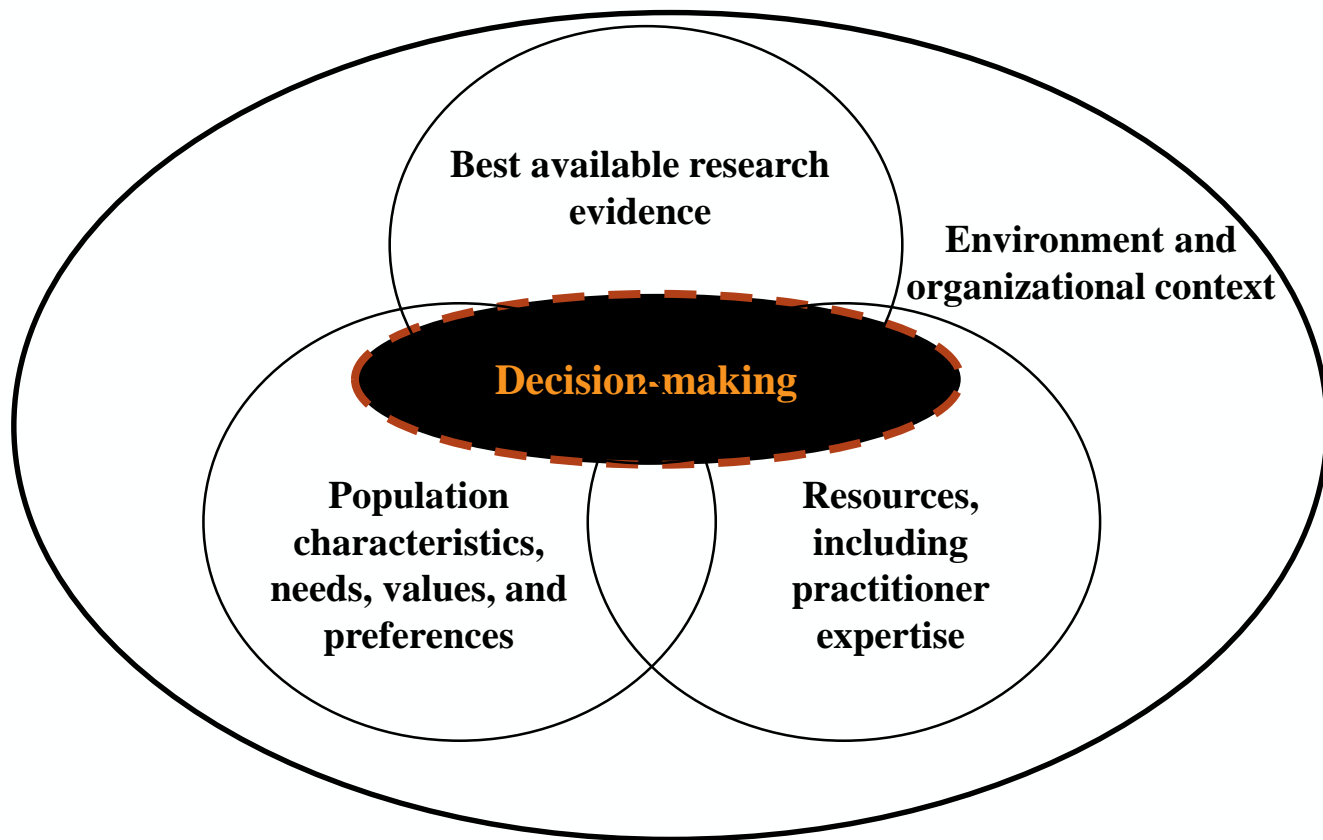 Best available research
evidence
Environment and
organizational context
Decision-making
Population
characteristics,
needs, values, and
preferences
Resources,
including
practitioner
expertise